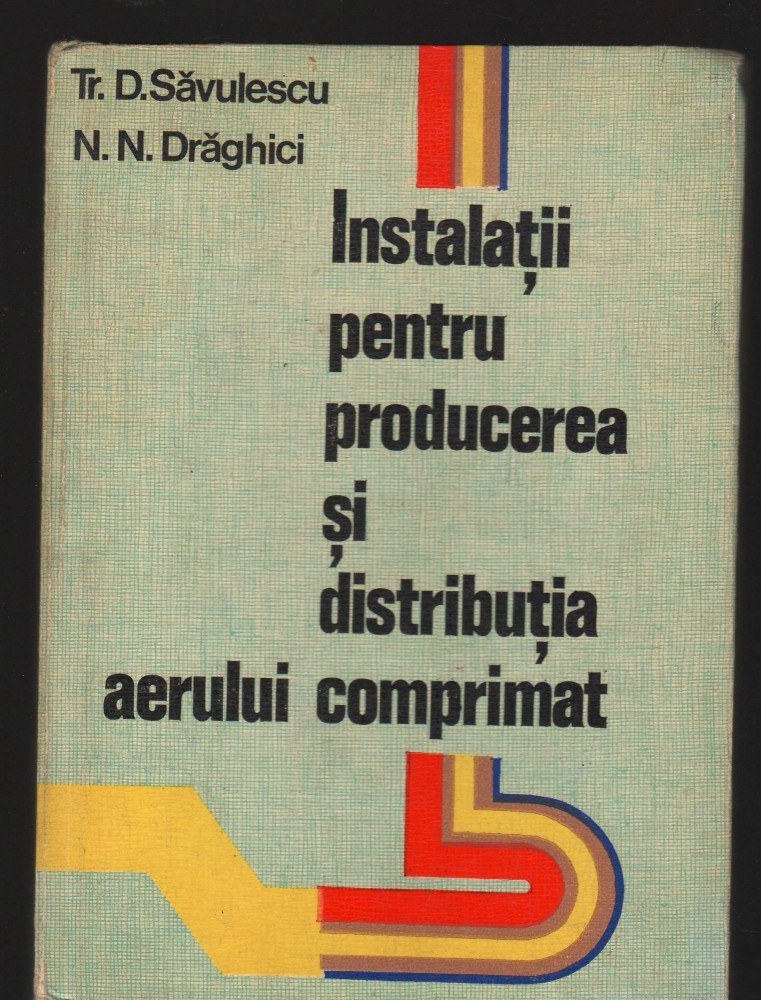 Tr. D.Săvulescu
N. N. Drăghici
Instalații
pentru
producerea
și
distribuția
aerului comprimat